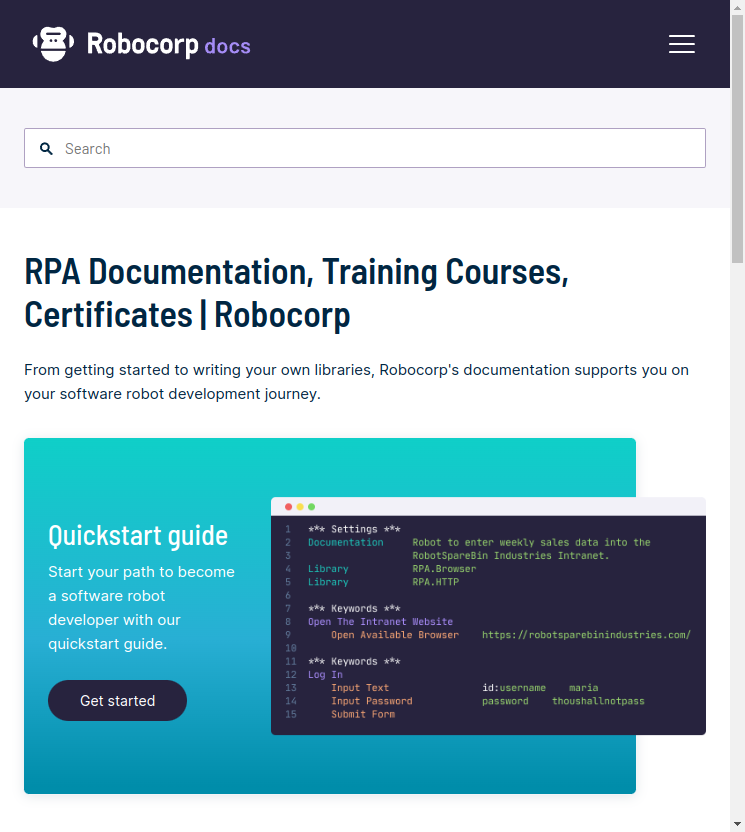 Robocorp docs
Search
RPA Documentation, Training Courses,
Certificates | Robocorp
From getting started to writing your own libraries, Robocorp's documentation supports you on
your software robot development journey.
Quickstart guide
Start your path to become
a software robot
developer with our
quickstart guide.
Get started
1 *** Settings ***
2 Documentation Robot to enter weekly sales data into the
3 RobotSpareBin Industries Intranet.
4 Library RPA.Browser
5 Library RPA.HTTP
6
7 *** Keywords ***
8 Open The Intranet Website
9 Open Available Browser https://robotsparebinindustries.com/
10
11 *** Keywords ***
12 Log In
13 Input Text id:username maria
14 Input Password password thoushallnotpass
15 Submit Form